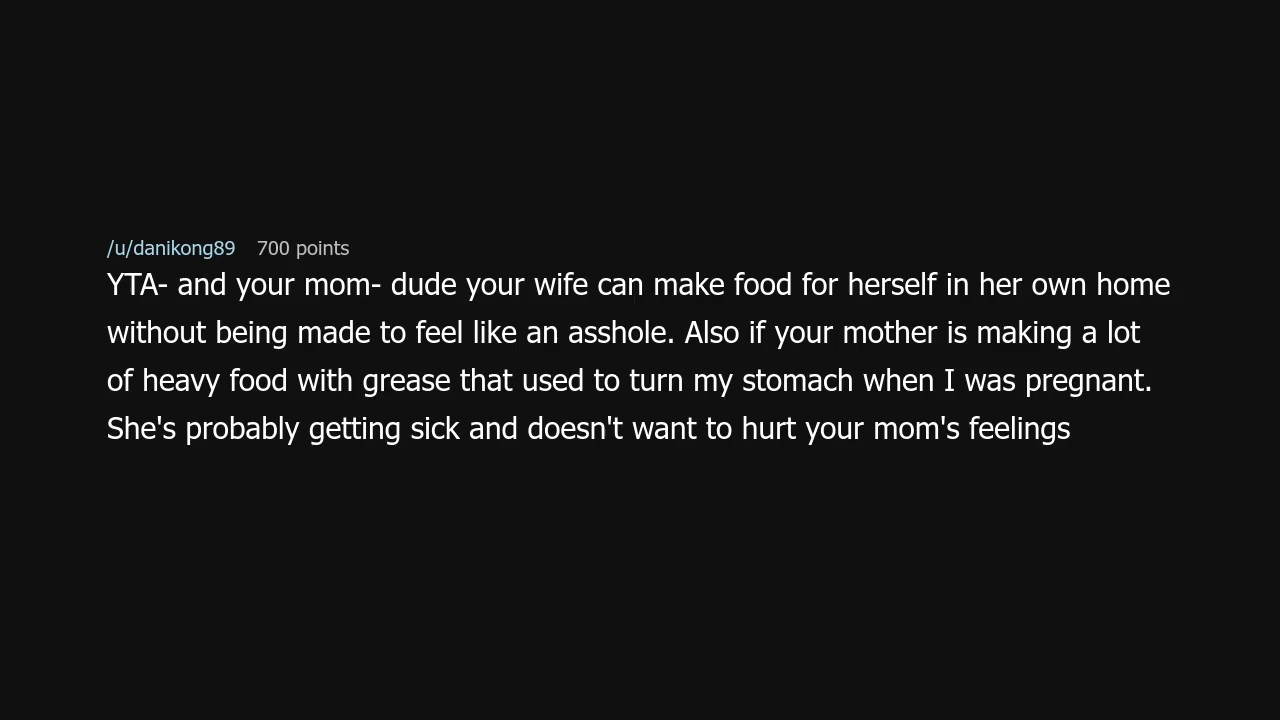 /u/danikong89 700 points
YTA- and your mom- dude your wife can make food for herself in her own home
without being made to feel like an asshole. Also if your mother is making a lot
of heavy food with grease that used to turn my stomach when I was pregnant.
She's probably getting sick and doesn't want to hurt your mom's feelings